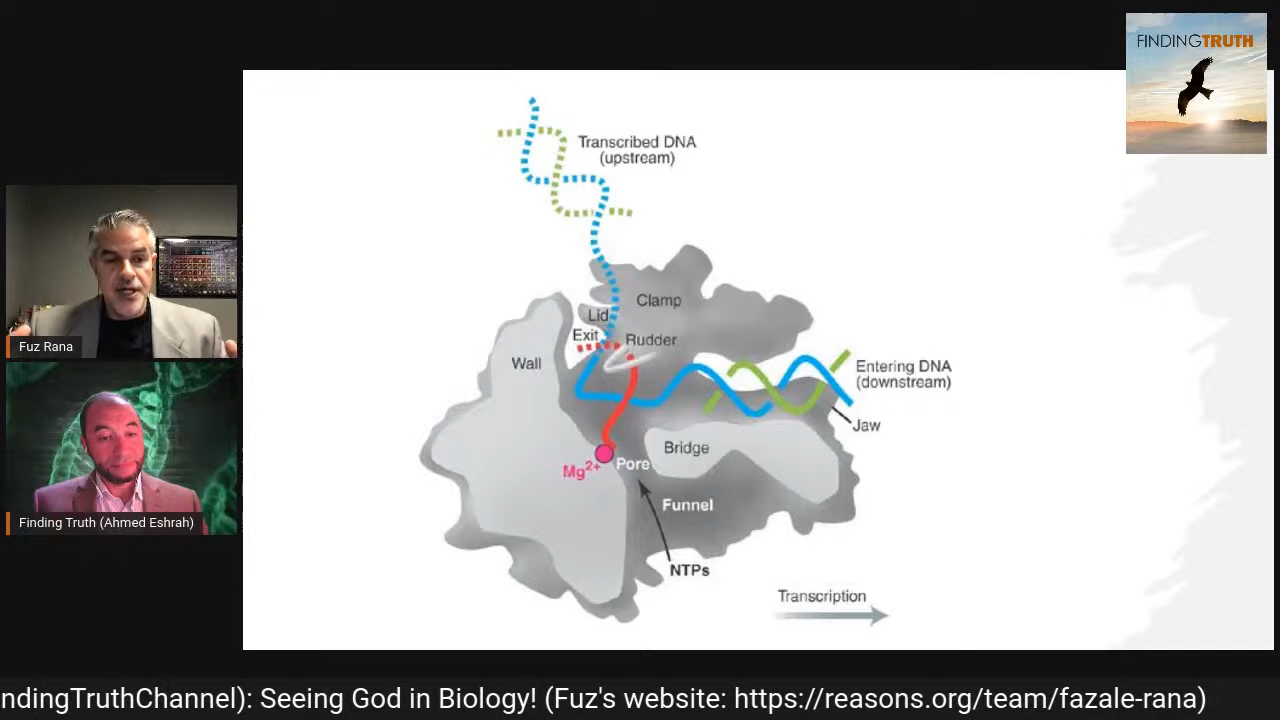 FINDINGTRUTH
Transcribed DNA
(upstream)
Clamp
Lid
Exit
Rudder
Wall
Entering DNA
(downstream)
Jaw
Bridge
Mg2+
Pore
Funnel
NTPs
Transcription
Fuz Rana
Finding Truth (Ahmed Eshrah)
ndingTruthChannel): Seeing God in Biology! (Fuz's website: https://reasons.org/team/fazale-rana)